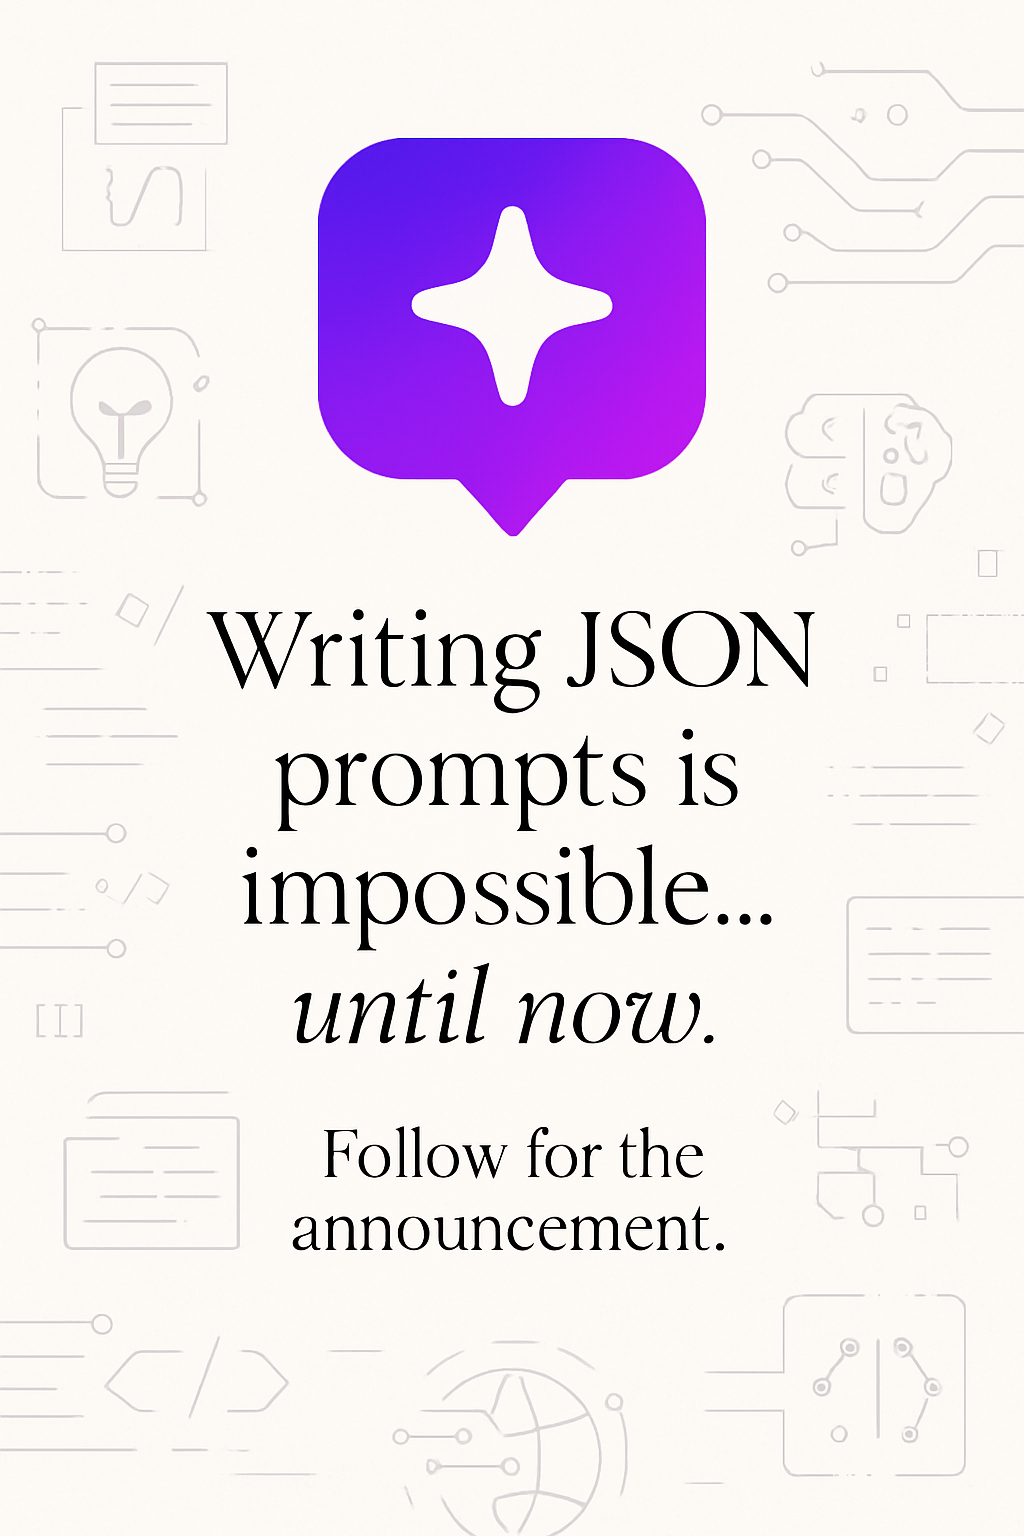 Writing JSON
prompts is
impossible...
until now.
Follow for the
announcement.